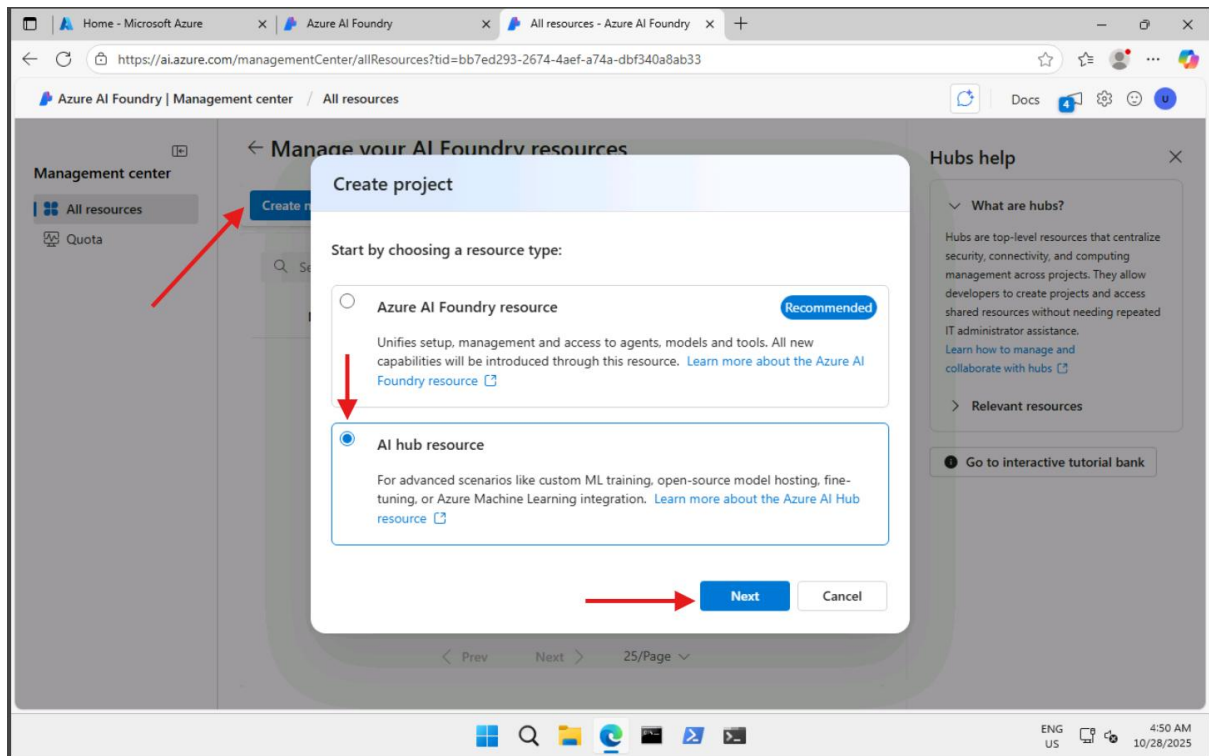 Home - Microsoft Azure
Azure AI Foundry
All resources - Azure AI Foundry
https://ai.azure.com/managementCenter/allResources?tid=bb7ed293-2674-4aef-a74a-dbf340a8ab33
Azure AI Foundry | Management center / All resources
Docs
4
U
Management center
All resources
Quota
Manage your AI Foundry resources
Create n
Se
Create project
Start by choosing a resource type:
Azure AI Foundry resource
Recommended
Unifies setup, management and access to agents, models and tools. All new
capabilities will be introduced through this resource. Learn more about the Azure AI
Foundry resource
AI hub resource
For advanced scenarios like custom ML training, open-source model hosting, fine-
tuning, or Azure Machine Learning integration. Learn more about the Azure AI Hub
resource
Next
Cancel
Prev
Next
25/Page
Hubs help
What are hubs?
Hubs are top-level resources that centralize
security, connectivity, and computing
management across projects. They allow
developers to create projects and access
shared resources without needing repeated
IT administrator assistance.
Learn how to manage and
collaborate with hubs
Relevant resources
Go to interactive tutorial bank
ENG
US
4:50 AM
10/28/2025